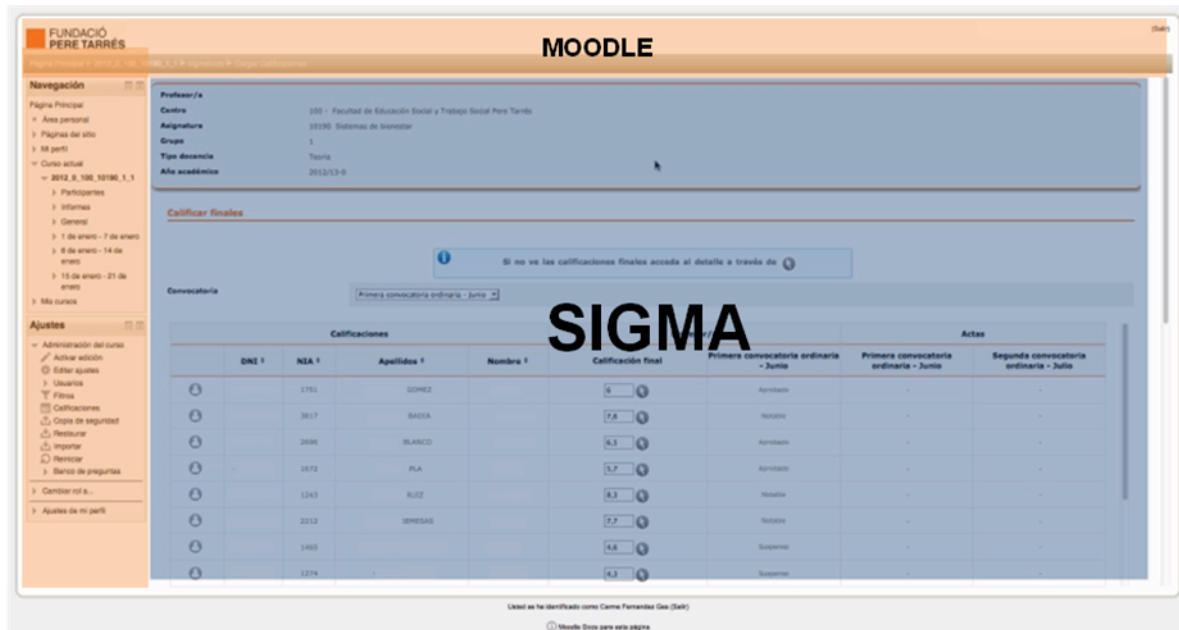 FUNDACIÓ
PERE TARRÉS
(Salir)
MOODLE
Navegación
Página Principal
Área personal
Páginas del sitio
Mi perfil
Curso actual
2012_0_100_10190_1_1
Participantes
Informes
General
1 de enero - 7 de enero
8 de enero - 14 de
enero
15 de enero - 21 de
enero
Mis cursos
Ajustes
Administración del curso
Activar edición
Editar ajustes
Usuarios
Filtros
Calificaciones
Copia de seguridad
Restaurar
Importar
Reiniciar
Banco de preguntas
Cambiar rol a...
Ajustes de mi perfil
Profesor/a
Centro 100 - Facultad de Educación Social y Trabajo Social Pere Tarrés
Asignatura 10190 Sistemas de bienestar
Grupo 1
Tipo docencia Teoría
Año académico 2012/13-0
Calificar finales
Si no ve las calificaciones finales acceda al detalle a través de
Convocatoria Primera convocatoria ordinaria - Junio
SIGMA
Calificaciones Actas
DNI NIA Apellidos Nombre Calificación final Primera convocatoria ordinaria - Junio Primera convocatoria ordinaria - Junio Segunda convocatoria ordinaria - Julio
1751 GOMEZ 6 Aprobado - -
3817 BADIA 7,6 Notable - -
2696 BLANCO 6,5 Aprobado - -
1672 PLA 5,7 Aprobado - -
1243 RUIZ 8,3 Notable - -
2212 7,7 Notable - -
1465 4,6 Suspenso - -
1274 4,3 Suspenso - -
Usted se ha identificado como Carme Fernandez Gea (Salir)
Moodle Docs para esta página